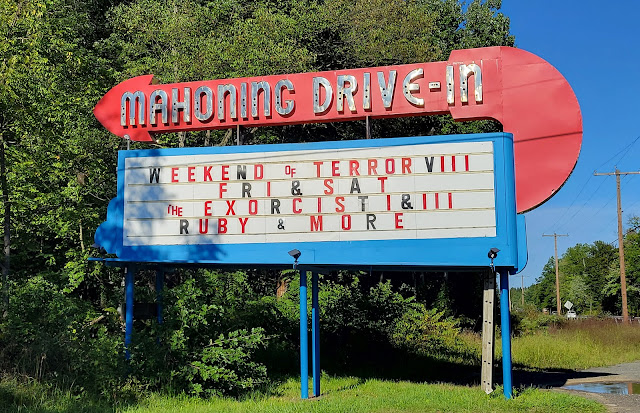 MAHONING DRIVE-IN
WEEKEND OF TERROR VIII
FRI & SAT
THE EXORCIST I & III
RUBY & MORE